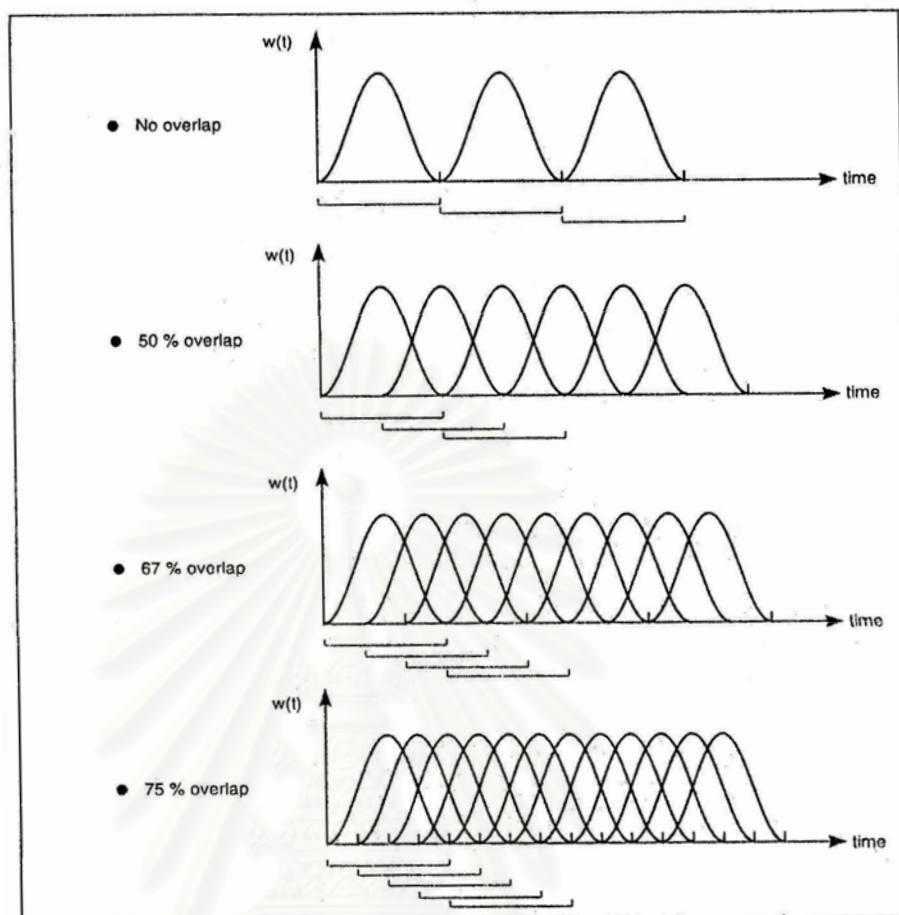 w(t)
● No overlap
time
w(t)
● 50 % overlap
time
w(t)
● 67 % overlap
time
w(t)
● 75 % overlap
time